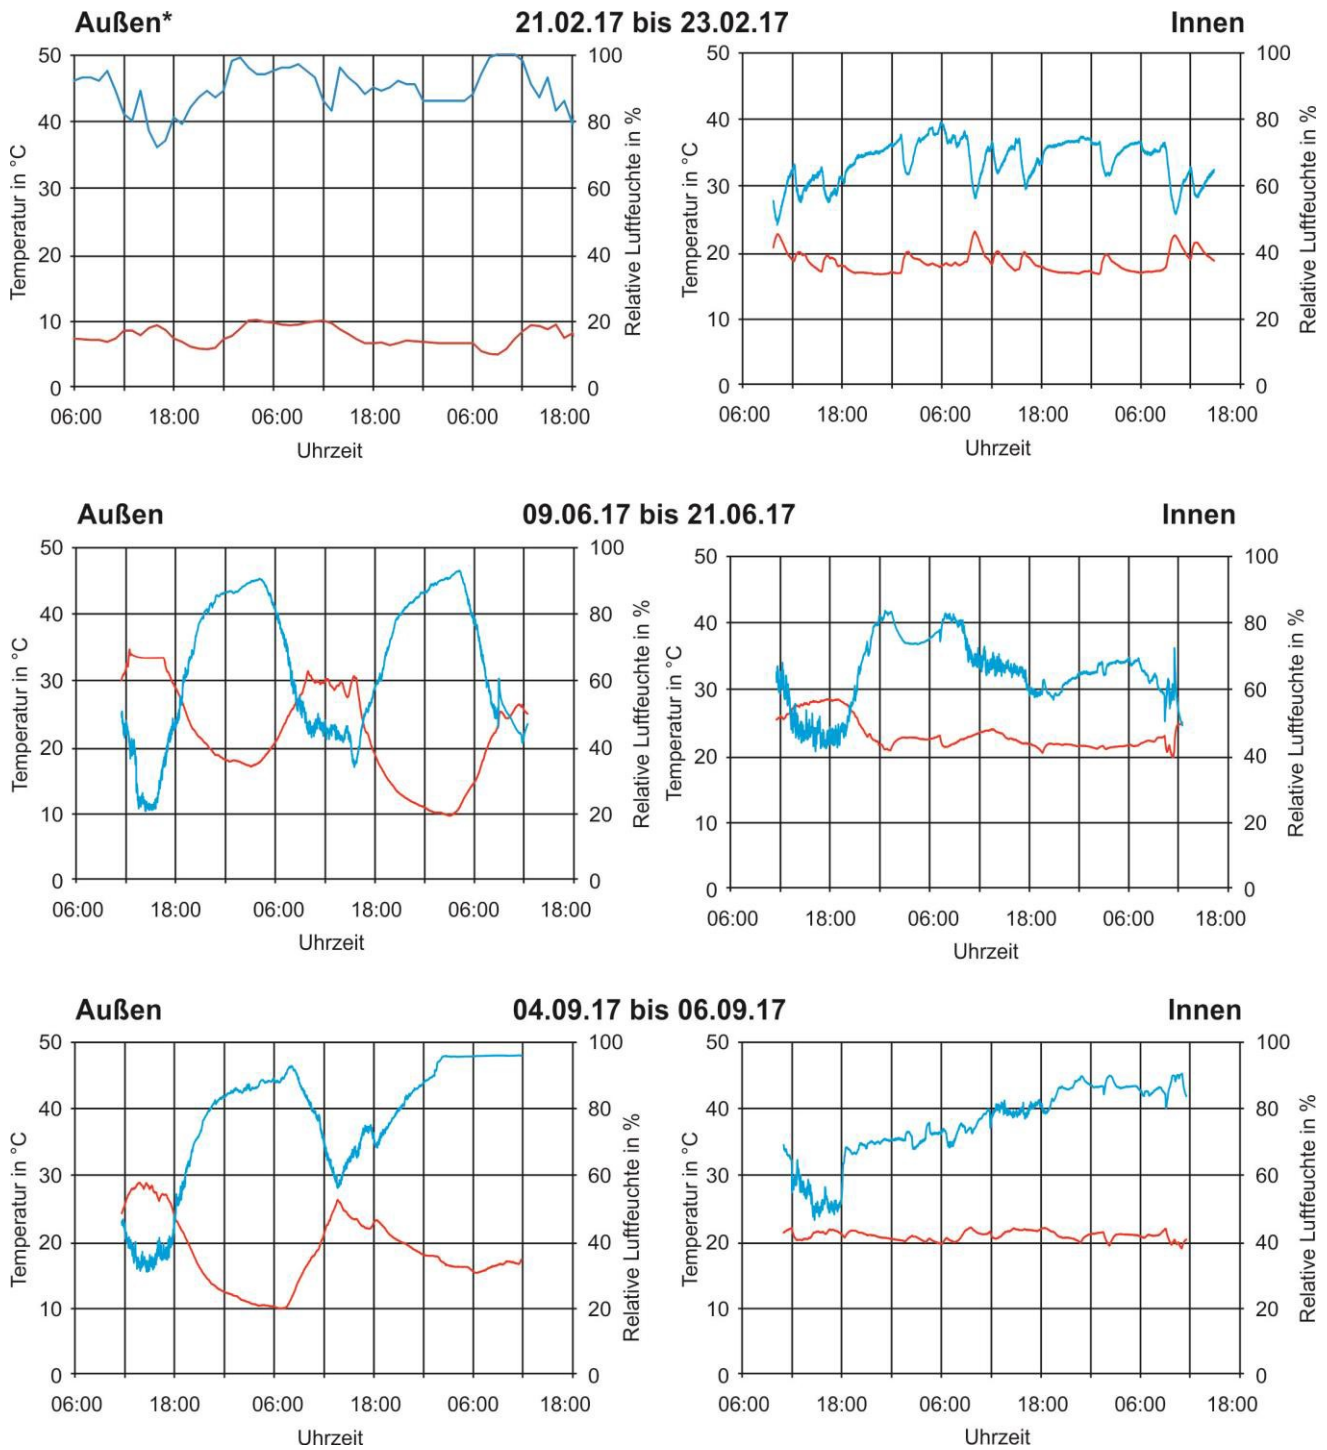 Außen* 21.02.17 bis 23.02.17 Innen
50 100 50 100
40 80 40 80
30 60 30 60
20 40 20 40
10 20 10 20
0 0 0 0
Temperatur in °C
Relative Luftfeuchte in %
Temperatur in °C
Relative Luftfeuchte in %
06:00 18:00 06:00 18:00 06:00 18:00 06:00 18:00 06:00 18:00 06:00 18:00
Uhrzeit Uhrzeit
Außen 09.06.17 bis 21.06.17 Innen
50 100 50 100
40 80 40 80
30 60 30 60
20 40 20 40
10 20 10 20
0 0 0 0
Temperatur in °C
Relative Luftfeuchte in %
Temperatur in °C
Relative Luftfeuchte in %
06:00 18:00 06:00 18:00 06:00 18:00 06:00 18:00 06:00 18:00 06:00 18:00
Uhrzeit Uhrzeit
Außen 04.09.17 bis 06.09.17 Innen
50 100 50 100
40 80 40 80
30 60 30 60
20 40 20 40
10 20 10 20
0 0 0 0
Temperatur in °C
Relative Luftfeuchte in %
Temperatur in °C
Relative Luftfeuchte in %
06:00 18:00 06:00 18:00 06:00 18:00 06:00 18:00 06:00 18:00 06:00 18:00
Uhrzeit Uhrzeit